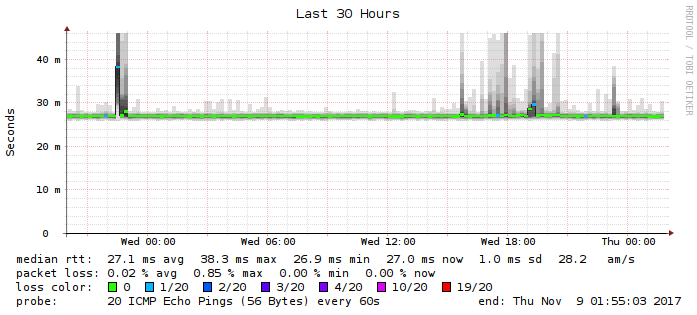 Last 30 Hours
RRDTOOL / TOBI OETIKER
Seconds
40 m
30 m
20 m
10 m
0
Wed 00:00 Wed 06:00 Wed 12:00 Wed 18:00 Thu 00:00
median rtt: 27.1 ms avg 38.3 ms max 26.9 ms min 27.0 ms now 1.0 ms sd 28.2 am/s
packet loss: 0.02 % avg 0.85 % max 0.00 % min 0.00 % now
loss color: 0 1/20 2/20 3/20 4/20 10/20 19/20
probe: 20 ICMP Echo Pings (56 Bytes) every 60s end: Thu Nov 9 01:55:03 2017